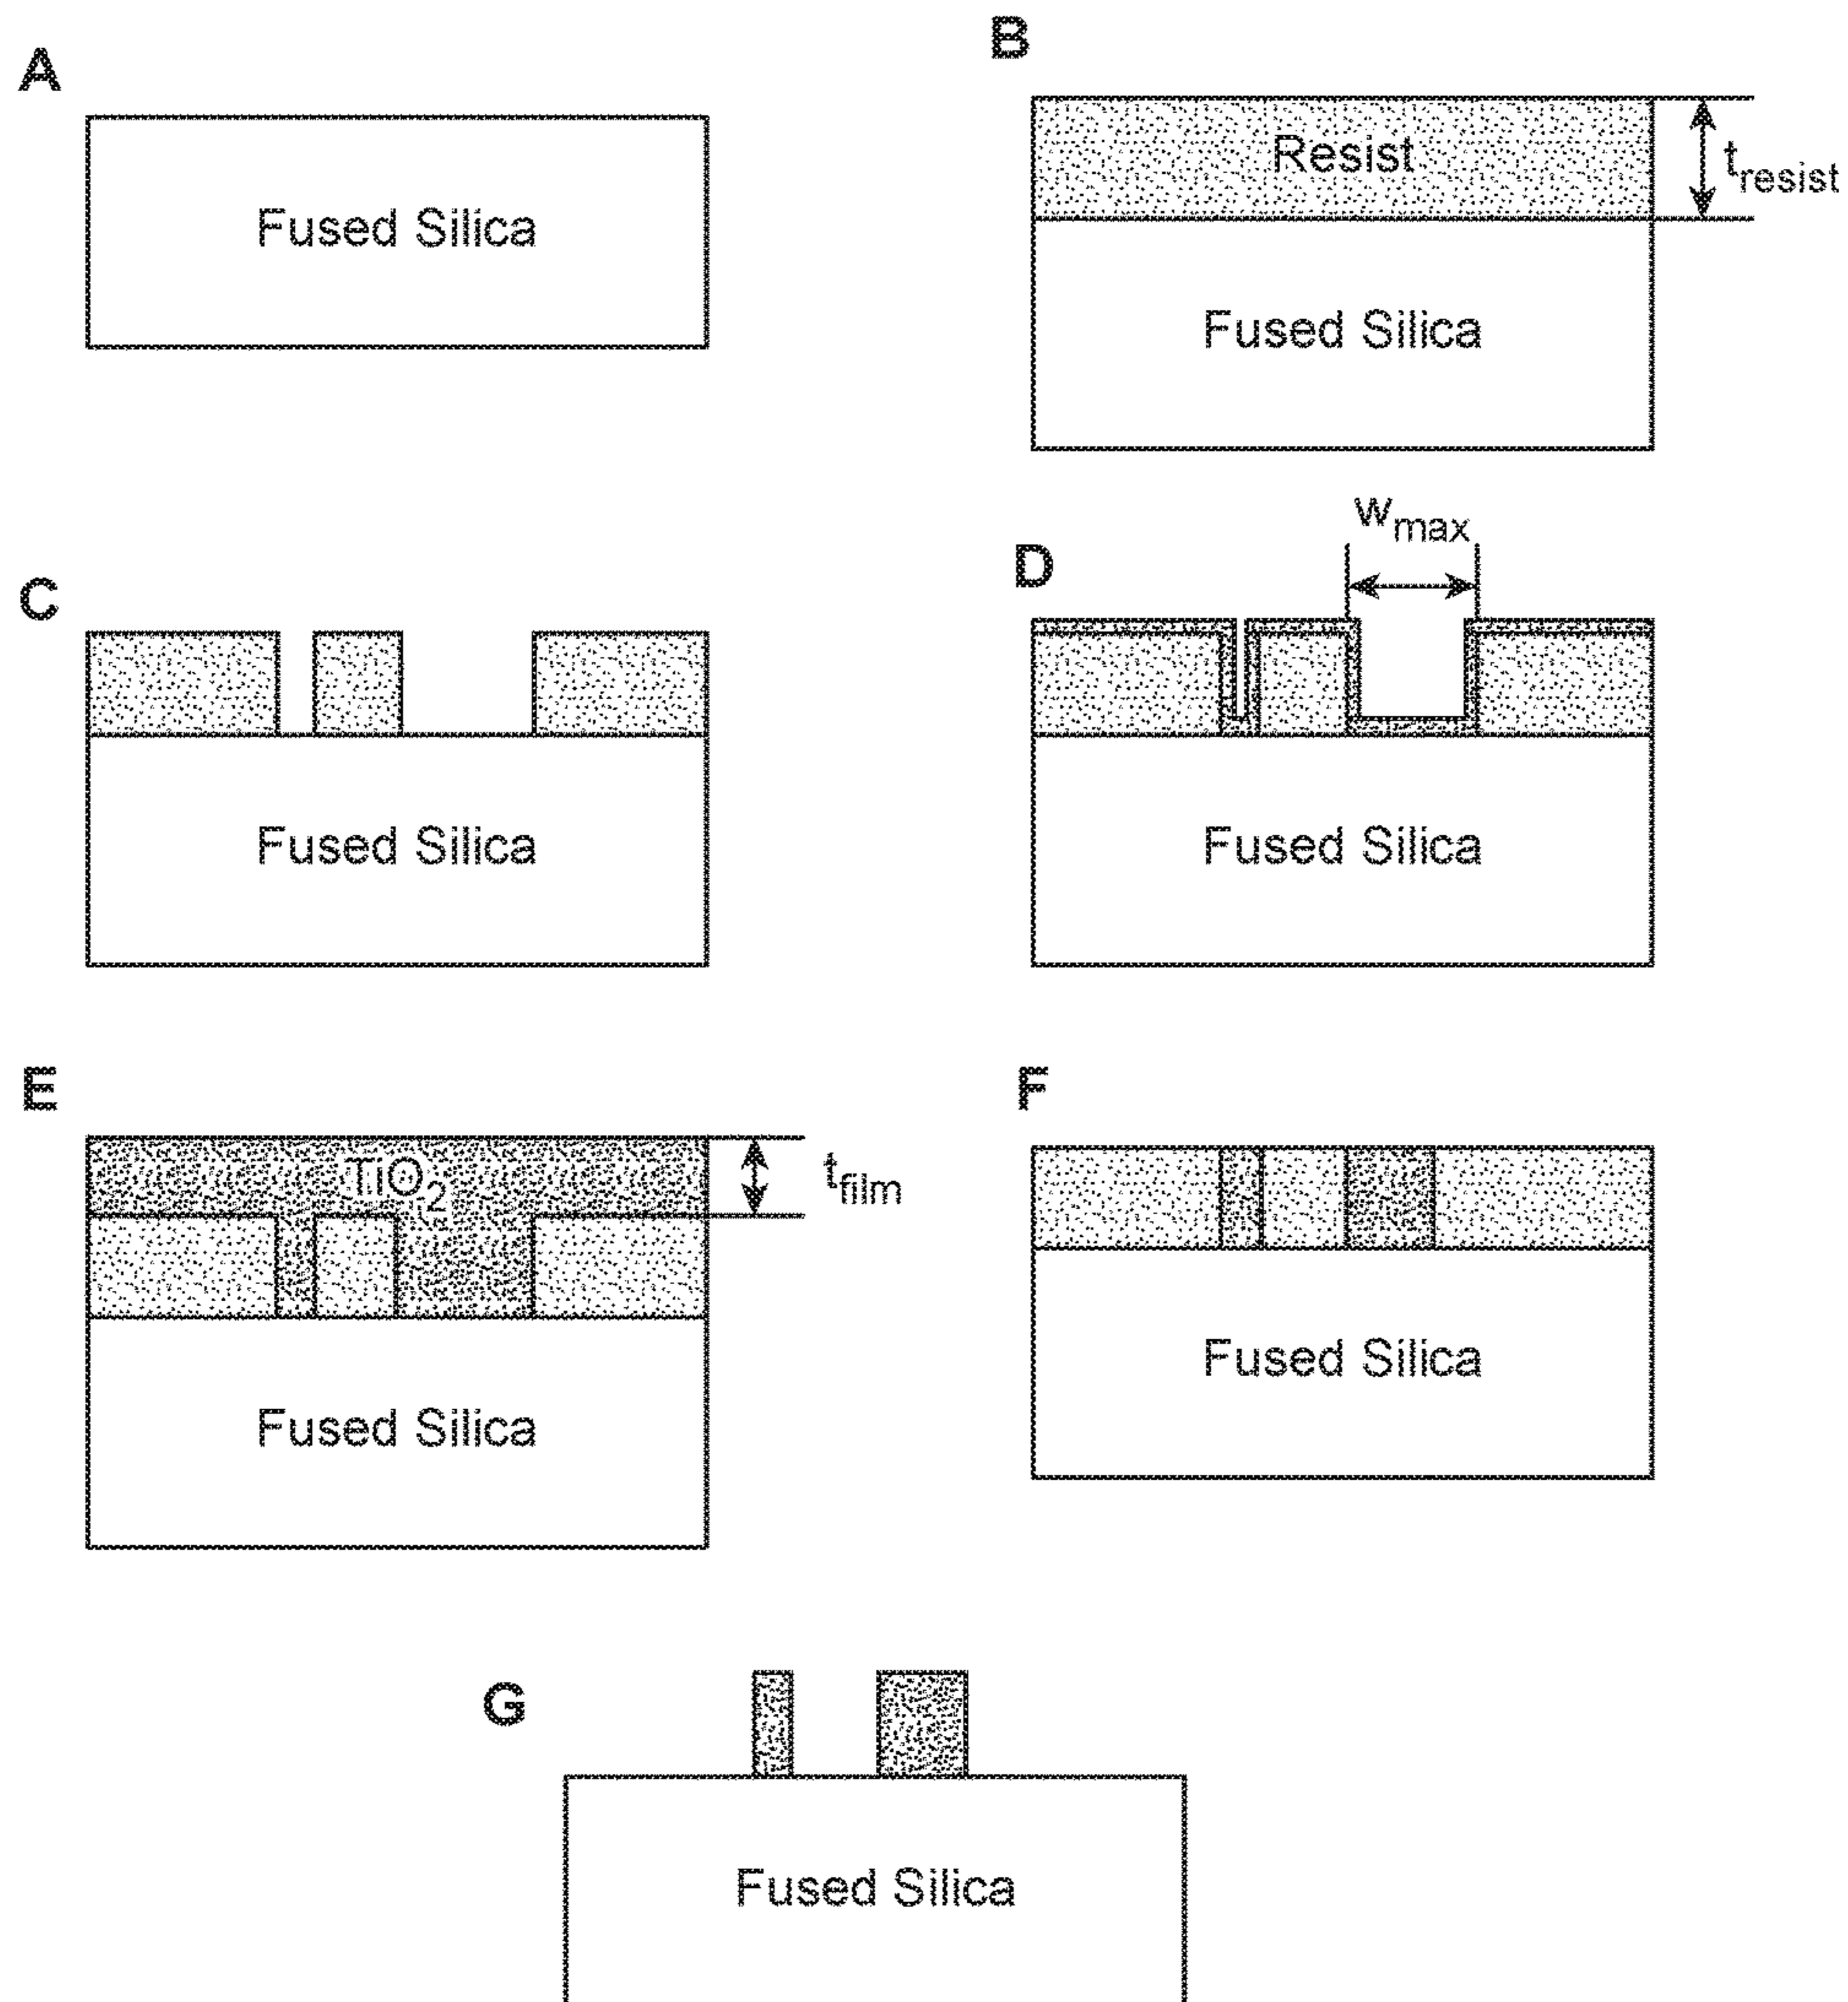 A
Fused Silica
B
Resist
t_resist
Fused Silica
C
Fused Silica
D
w_max
Fused Silica
E
TiO₂
t_film
Fused Silica
F
Fused Silica
G
Fused Silica